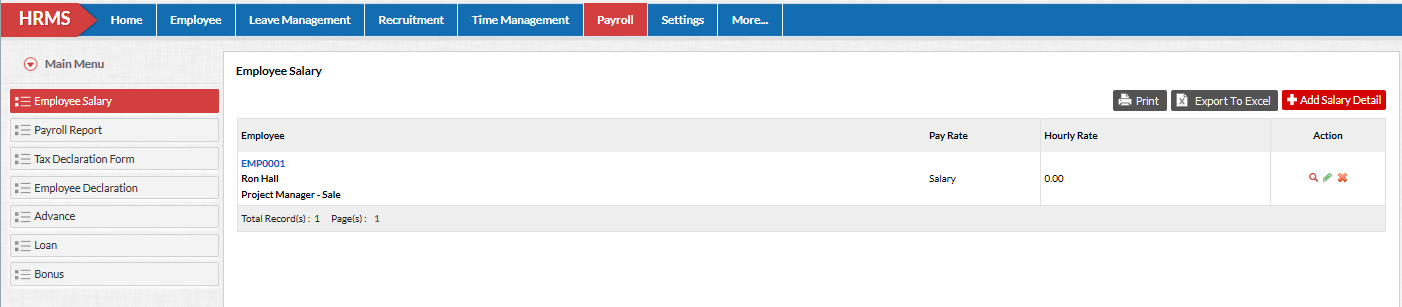 HRMS Home Employee Leave Management Recruitment Time Management Payroll Settings More...
Main Menu
Employee Salary
Payroll Report
Tax Declaration Form
Employee Declaration
Advance
Loan
Bonus
Employee Salary
Print Export To Excel Add Salary Detail
Employee Pay Rate Hourly Rate Action
EMP0001
Ron Hall
Project Manager - Sale
Salary 0.00
Total Record(s) : 1 Page(s) : 1